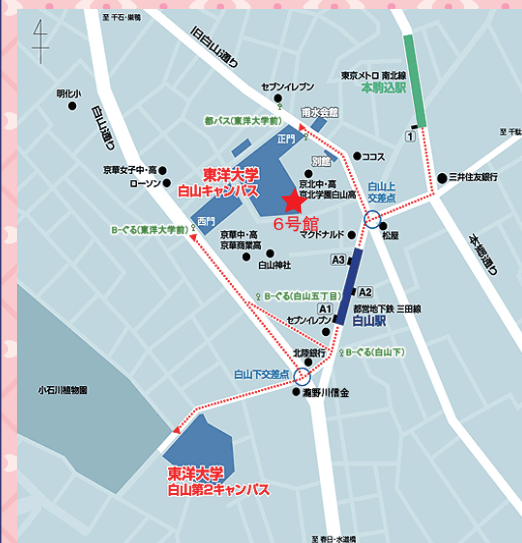 至 千石・巣鴨
旧白山通り
東京メトロ 南北線
本駒込駅
セブンイレブン
明化小
南水会館
都バス(東洋大学前)
白山通り
正門
1
至 千駄
別館
ココス
京華女子中・高
ローソン
東洋大学
白山キャンパス
京北中・高
京北学園白山高
三井住友銀行
白山上
交差点
6号館
西門
B-ぐる(東洋大学前)
京華中・高
京華商業高
マクドナルド
松屋
本郷通り
白山神社
A3
B-ぐる(白山五丁目)
A2
A1
都営地下鉄 三田線
白山駅
セブンイレブン
北陸銀行
B-ぐる(白山下)
白山下交差点
小石川植物園
瀧野川信金
東洋大学
白山第2キャンパス
至 春日・水道橋